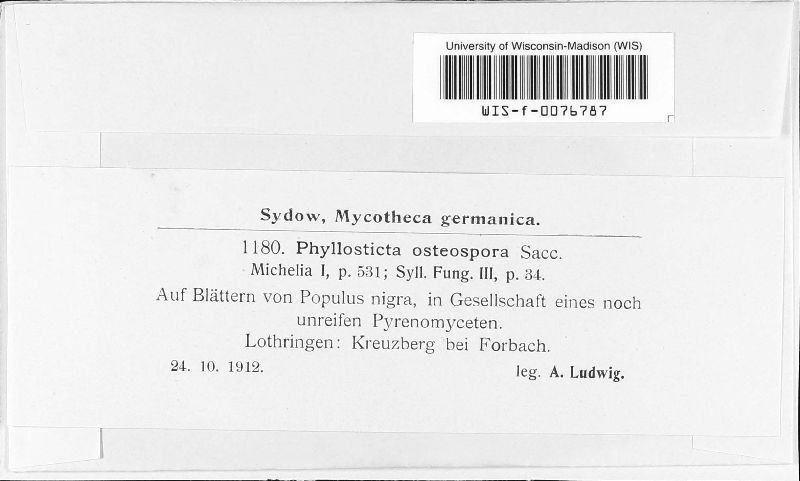 University of Wisconsin-Madison (WIS)
WIS-f-0076787
Sydow, Mycotheca germanica.
1180. Phyllosticta osteospora Sacc.
Michelia I, p. 531; Syll. Fung. III, p. 34.
Auf Blättern von Populus nigra, in Gesellschaft eines noch
unreifen Pyrenomyceten.
Lothringen: Kreuzberg bei Forbach.
24. 10. 1912. leg. A. Ludwig.